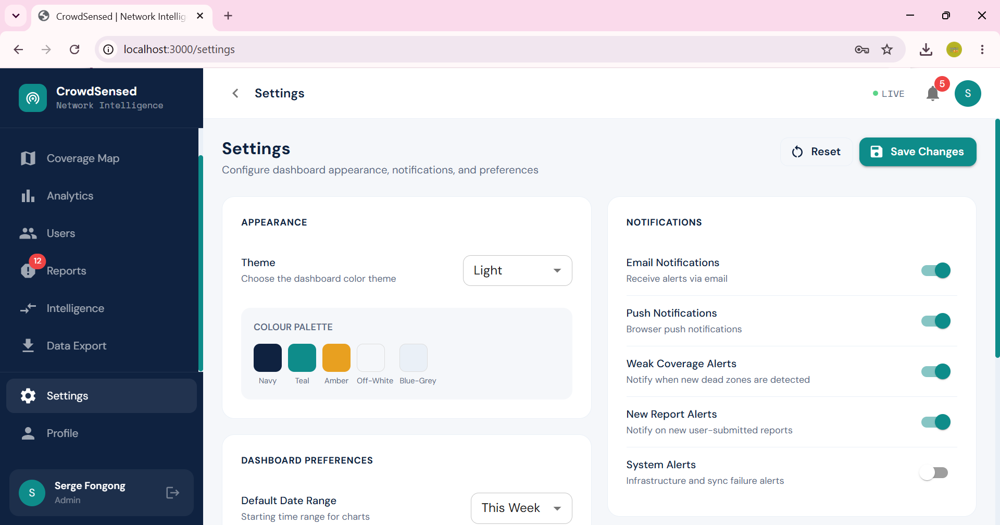 CrowdSensed | Network Intellig
localhost:3000/settings
CrowdSensed
Network Intelligence
Coverage Map
Analytics
Users
12
Reports
Intelligence
Data Export
Settings
Profile
S
Serge Fongong
Admin
Settings
LIVE
5
S
Settings
Configure dashboard appearance, notifications, and preferences
Reset
Save Changes
APPEARANCE
Theme
Choose the dashboard color theme
Light
COLOUR PALETTE
Navy
Teal
Amber
Off-White
Blue-Grey
DASHBOARD PREFERENCES
Default Date Range
Starting time range for charts
This Week
NOTIFICATIONS
Email Notifications
Receive alerts via email
Push Notifications
Browser push notifications
Weak Coverage Alerts
Notify when new dead zones are detected
New Report Alerts
Notify on new user-submitted reports
System Alerts
Infrastructure and sync failure alerts